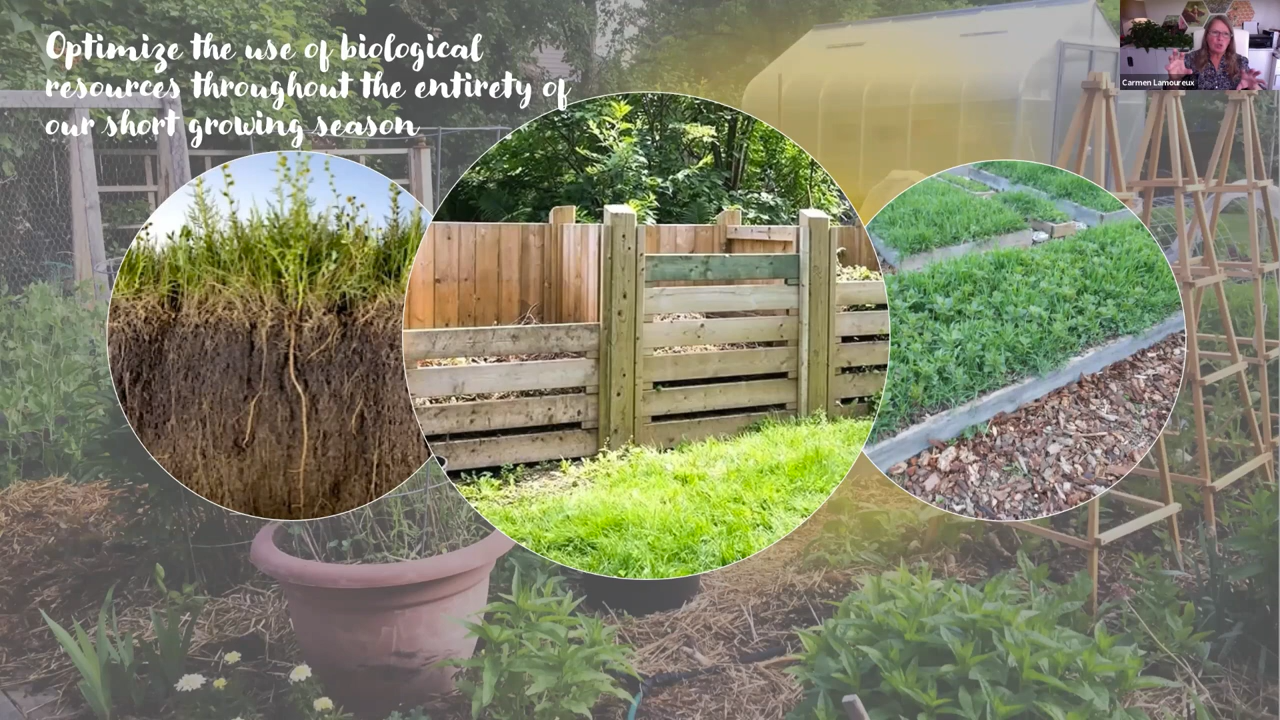 Optimize the use of biological
resources throughout the entirety of
our short growing season
Carmen Lamoureux